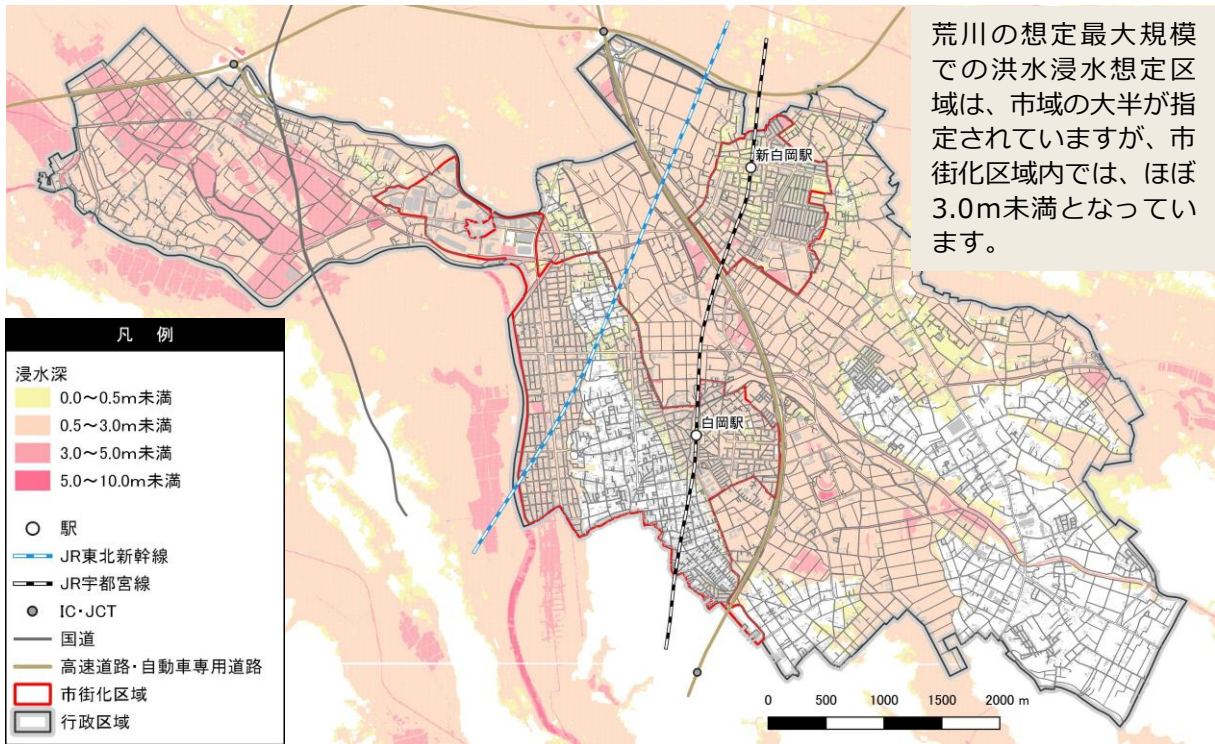 荒川の想定最大規模
での洪水浸水想定区
域は、市域の大半が指
定されていますが、市
街化区域内では、ほぼ
3.0m未満となってい
ます。
新白岡駅
白岡駅
凡 例
浸水深
0.0～0.5m未満
0.5～3.0m未満
3.0～5.0m未満
5.0～10.0m未満
駅
JR東北新幹線
JR宇都宮線
IC・JCT
国道
高速道路・自動車専用道路
市街化区域
行政区域
0 500 1000 1500 2000 m